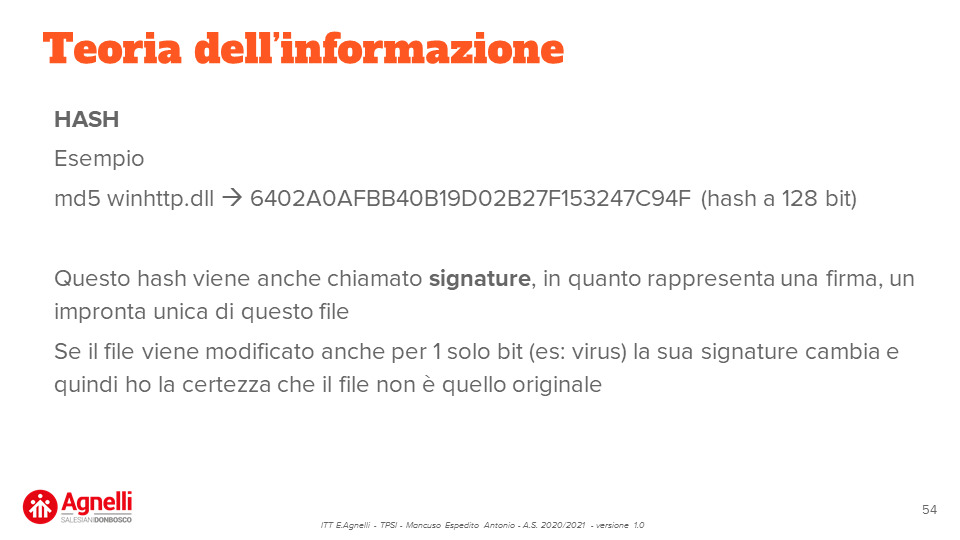 Teoria dell'informazione
HASH
Esempio
md5 winhttp.dll → 6402A0AFBB40B19D02B27F153247C94F (hash a 128 bit)
Questo hash viene anche chiamato signature, in quanto rappresenta una firma, un
impronta unica di questo file
Se il file viene modificato anche per 1 solo bit (es: virus) la sua signature cambia e
quindi ho la certezza che il file non è quello originale
Agnelli
SALESIANIDONBOSCO
54
ITT E.Agnelli - TPSI - Mancuso Espedito Antonio - A.S. 2020/2021 - versione 1.0